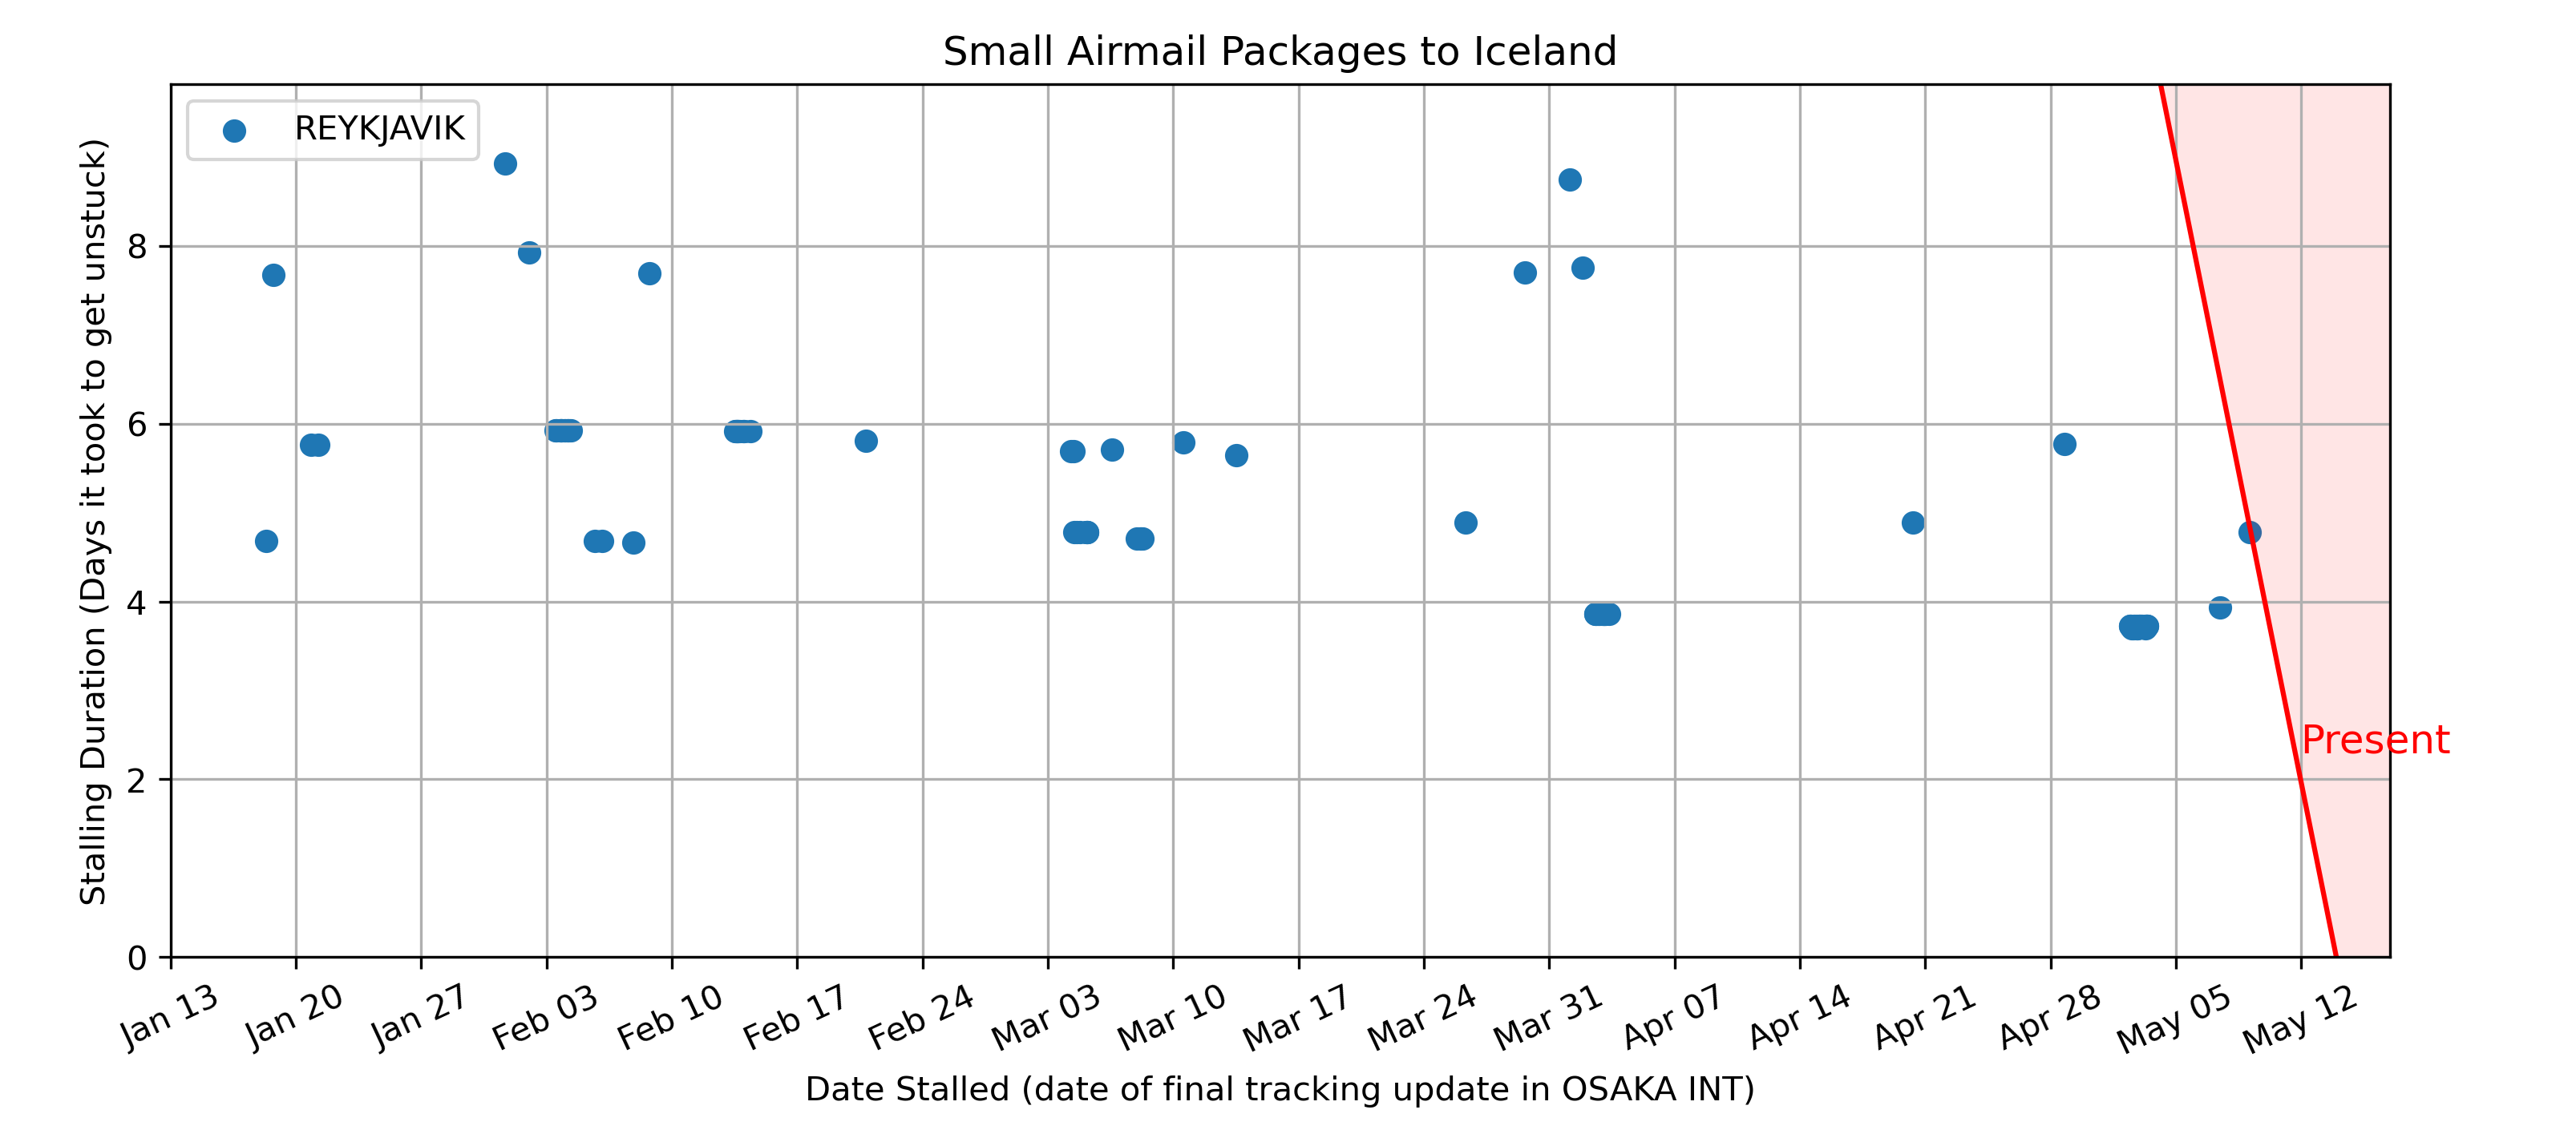 Small Airmail Packages to Iceland
REYKJAVIK
Stalling Duration (Days it took to get unstuck)
8
6
4
2
0
Present
Jan 13
Jan 20
Jan 27
Feb 03
Feb 10
Feb 17
Feb 24
Mar 03
Mar 10
Mar 17
Mar 24
Mar 31
Apr 07
Apr 14
Apr 21
Apr 28
May 05
May 12
Date Stalled (date of final tracking update in OSAKA INT)